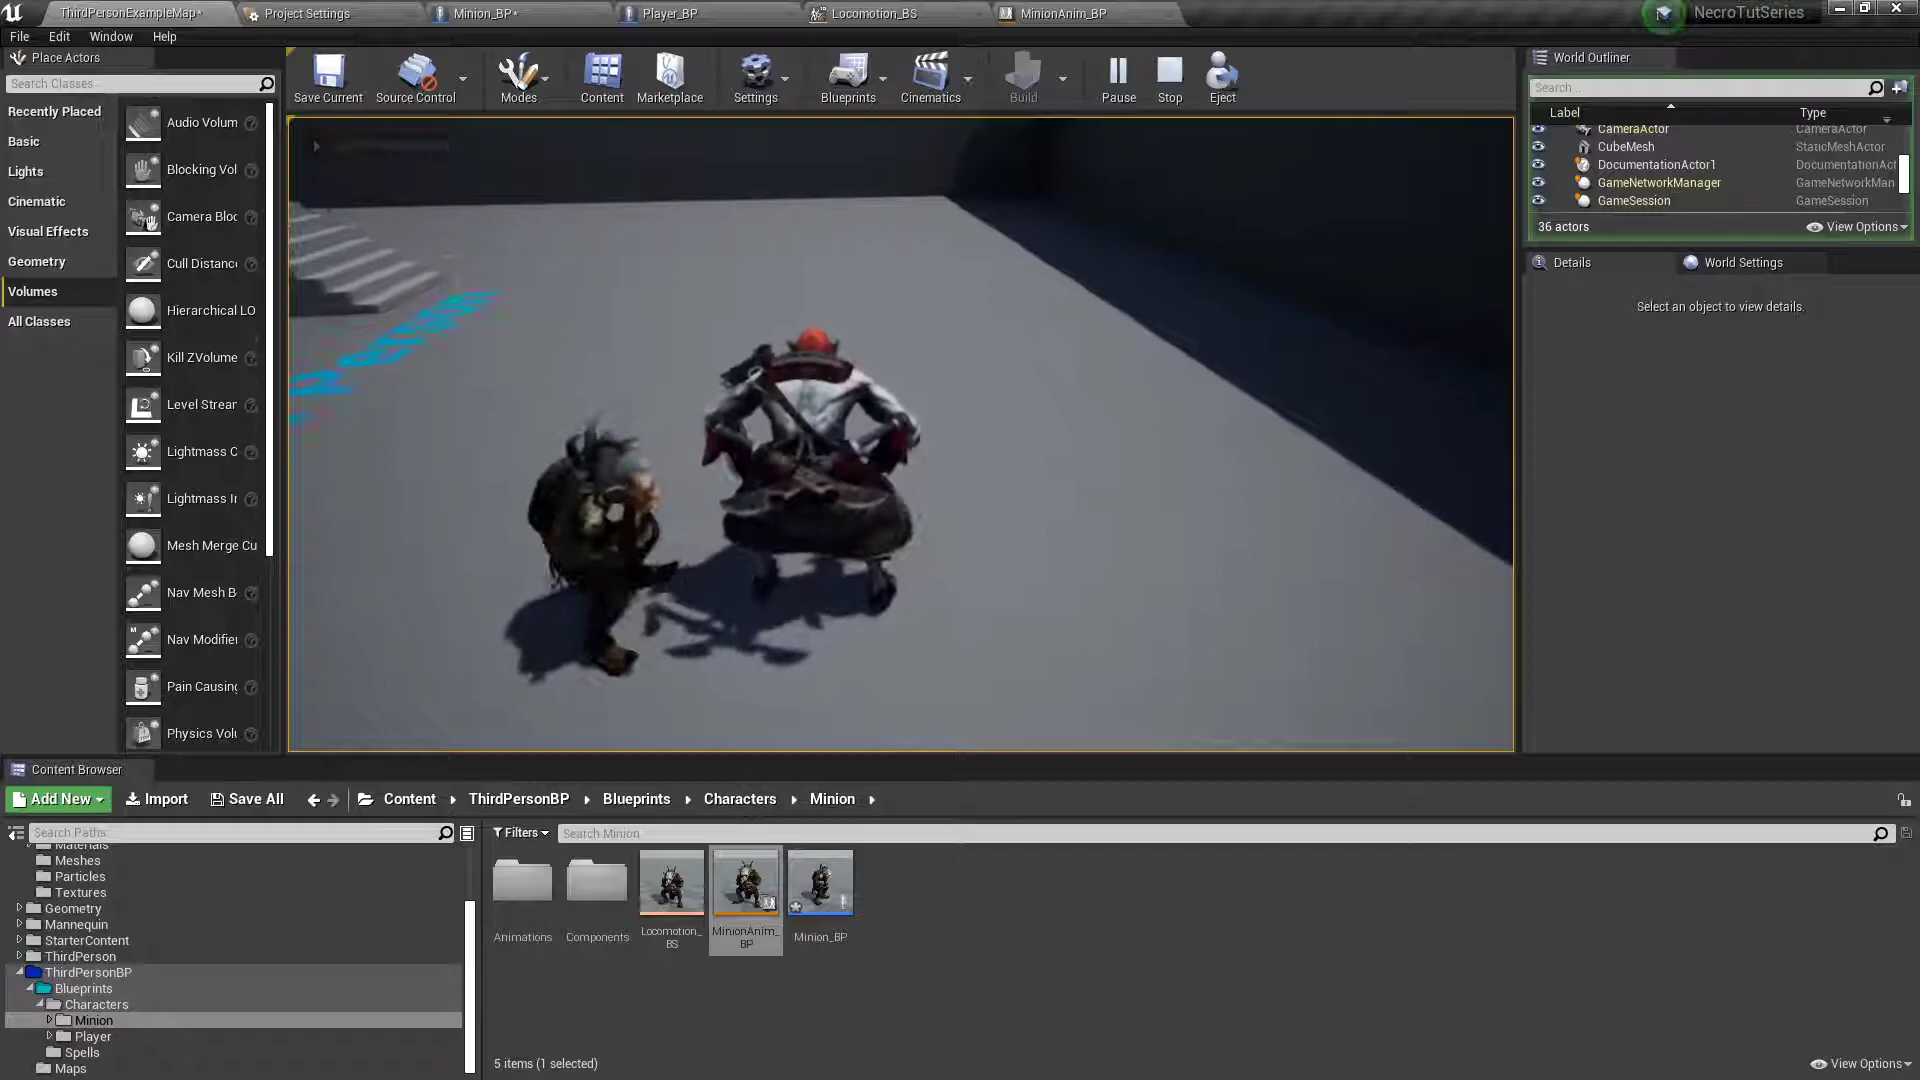 ThirdPersonExampleMap*
Project Settings
Minion_BP*
Player_BP
Locomotion_BS
MinionAnim_BP
NecroTutSeries
File
Edit
Window
Help
Place Actors
Search Classes
Recently Placed
Basic
Lights
Cinematic
Visual Effects
Geometry
Volumes
All Classes
Audio Volum
Blocking Vol
Camera Bloc
Cull Distanc
Hierarchical LO
Kill ZVolume
Level Strear
Lightmass C
Lightmass Ir
Mesh Merge Cu
Nav Mesh B
Nav Modifier
Pain Causing
Physics Volu
Save Current
Source Control
Modes
Content
Marketplace
Settings
Blueprints
Cinematics
Build
Pause
Stop
Eject
World Outliner
Search...
Label
Type
CameraActor
CameraActor
CubeMesh
StaticMeshActor
DocumentationActor1
DocumentationAct
GameNetworkManager
GameNetworkMan
GameSession
GameSession
36 actors
View Options
Details
World Settings
Select an object to view details.
Content Browser
Add New
Import
Save All
Content
ThirdPersonBP
Blueprints
Characters
Minion
Search Paths
Filters
Search Minion
Materials
Meshes
Particles
Textures
Geometry
Mannequin
StarterContent
ThirdPerson
ThirdPersonBP
Blueprints
Characters
Minion
Player
Spells
Maps
Animations
Components
Locomotion_
BS
MinionAnim_
BP
Minion_BP
5 items (1 selected)
View Options